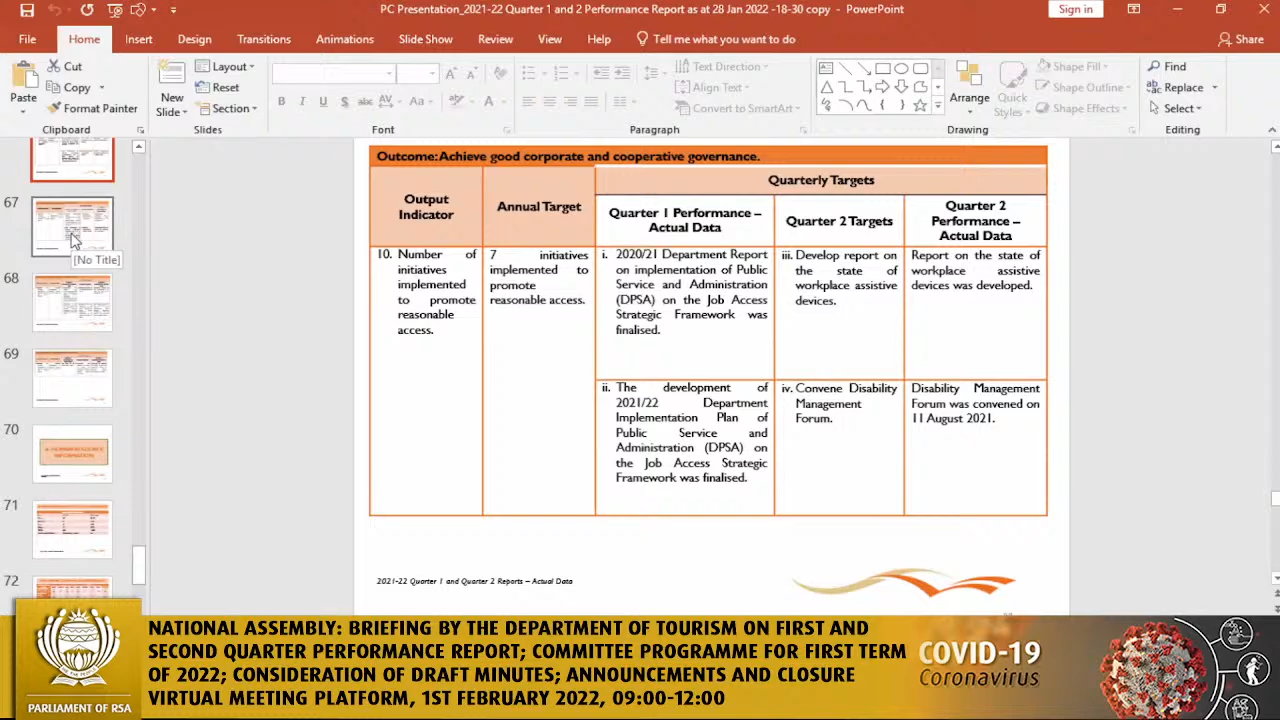 PC Presentation_2021-22 Quarter 1 and 2 Performance Report as at 28 Jan 2022 -18-30 copy - PowerPoint
Sign in
File Home Insert Design Transitions Animations Slide Show Review View Help Tell me what you want to do Share
Paste
Cut
Copy
Format Painter
Clipboard
New
Slide
Layout
Reset
Section
Slides
Font
Text Direction
Align Text
Convert to SmartArt
Paragraph
Arrange
Quick
Styles
Shape Fill
Shape Outline
Shape Effects
Drawing
Find
Replace
Select
Editing
67
[No Title]
68
69
70
71
72
Outcome: Achieve good corporate and cooperative governance.
Output
Indicator
Annual Target
Quarterly Targets
Quarter 1 Performance –
Actual Data
Quarter 2 Targets
Quarter 2
Performance –
Actual Data
10. Number of
initiatives
implemented
to promote
reasonable
access.
7 initiatives
implemented to
promote
reasonable access.
i. 2020/21 Department Report
on implementation of Public
Service and Administration
(DPSA) on the Job Access
Strategic Framework was
finalised.
iii. Develop report on
the state of
workplace assistive
devices.
Report on the state of
workplace assistive
devices was developed.
ii. The development of
2021/22 Department
Implementation Plan of
Public Service and
Administration (DPSA) on
the Job Access Strategic
Framework was finalised.
iv. Convene Disability
Management
Forum.
Disability Management
Forum was convened on
11 August 2021.
2021-22 Quarter 1 and Quarter 2 Reports – Actual Data
PARLIAMENT OF RSA
NATIONAL ASSEMBLY: BRIEFING BY THE DEPARTMENT OF TOURISM ON FIRST AND
SECOND QUARTER PERFORMANCE REPORT; COMMITTEE PROGRAMME FOR FIRST TERM
OF 2022; CONSIDERATION OF DRAFT MINUTES; ANNOUNCEMENTS AND CLOSURE
VIRTUAL MEETING PLATFORM, 1ST FEBRUARY 2022, 09:00-12:00
COVID-19
Coronavirus